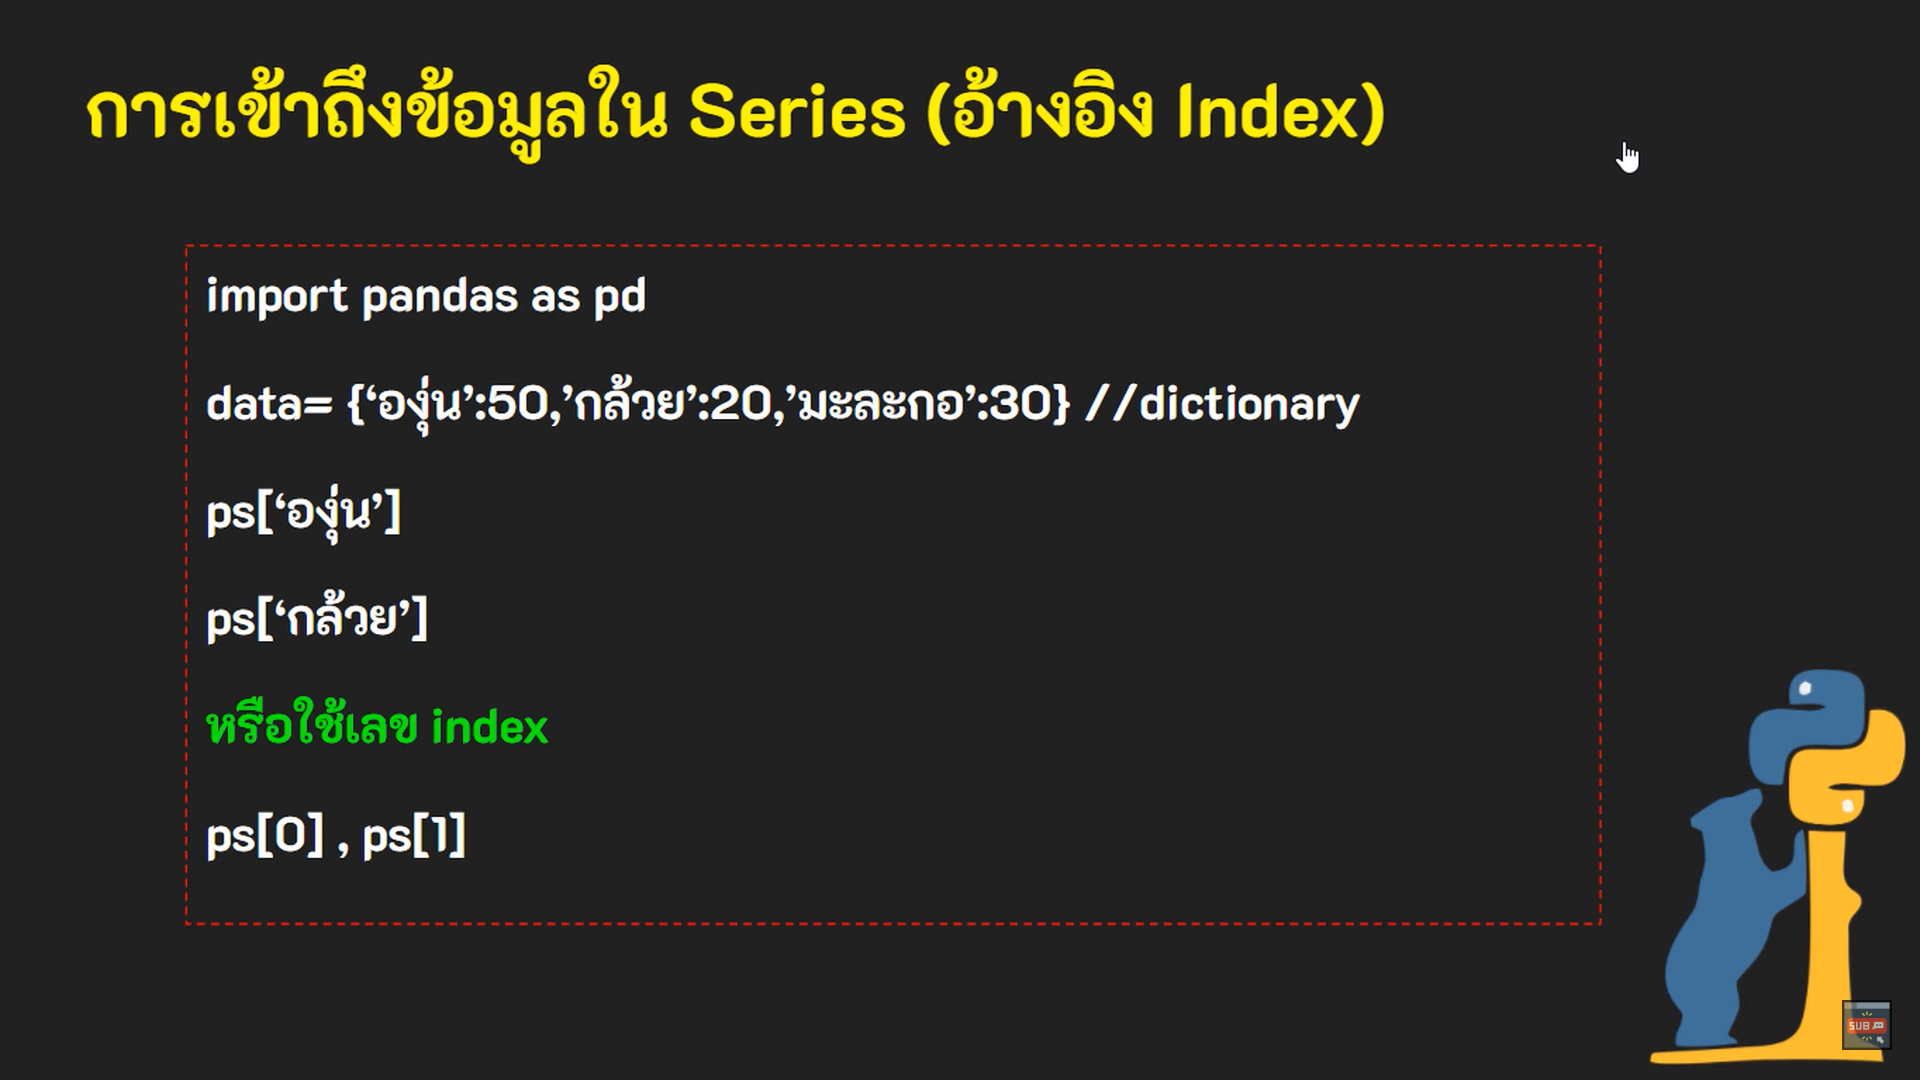 การเข้าถึงข้อมูลใน Series (อ้างอิง Index)
import pandas as pd
data= {‘องุ่น’:50,’กล้วย’:20,’มะละกอ’:30} //dictionary
ps[‘องุ่น’]
ps[‘กล้วย’]
หรือใช้เลข index
ps[0] , ps[1]
SUB